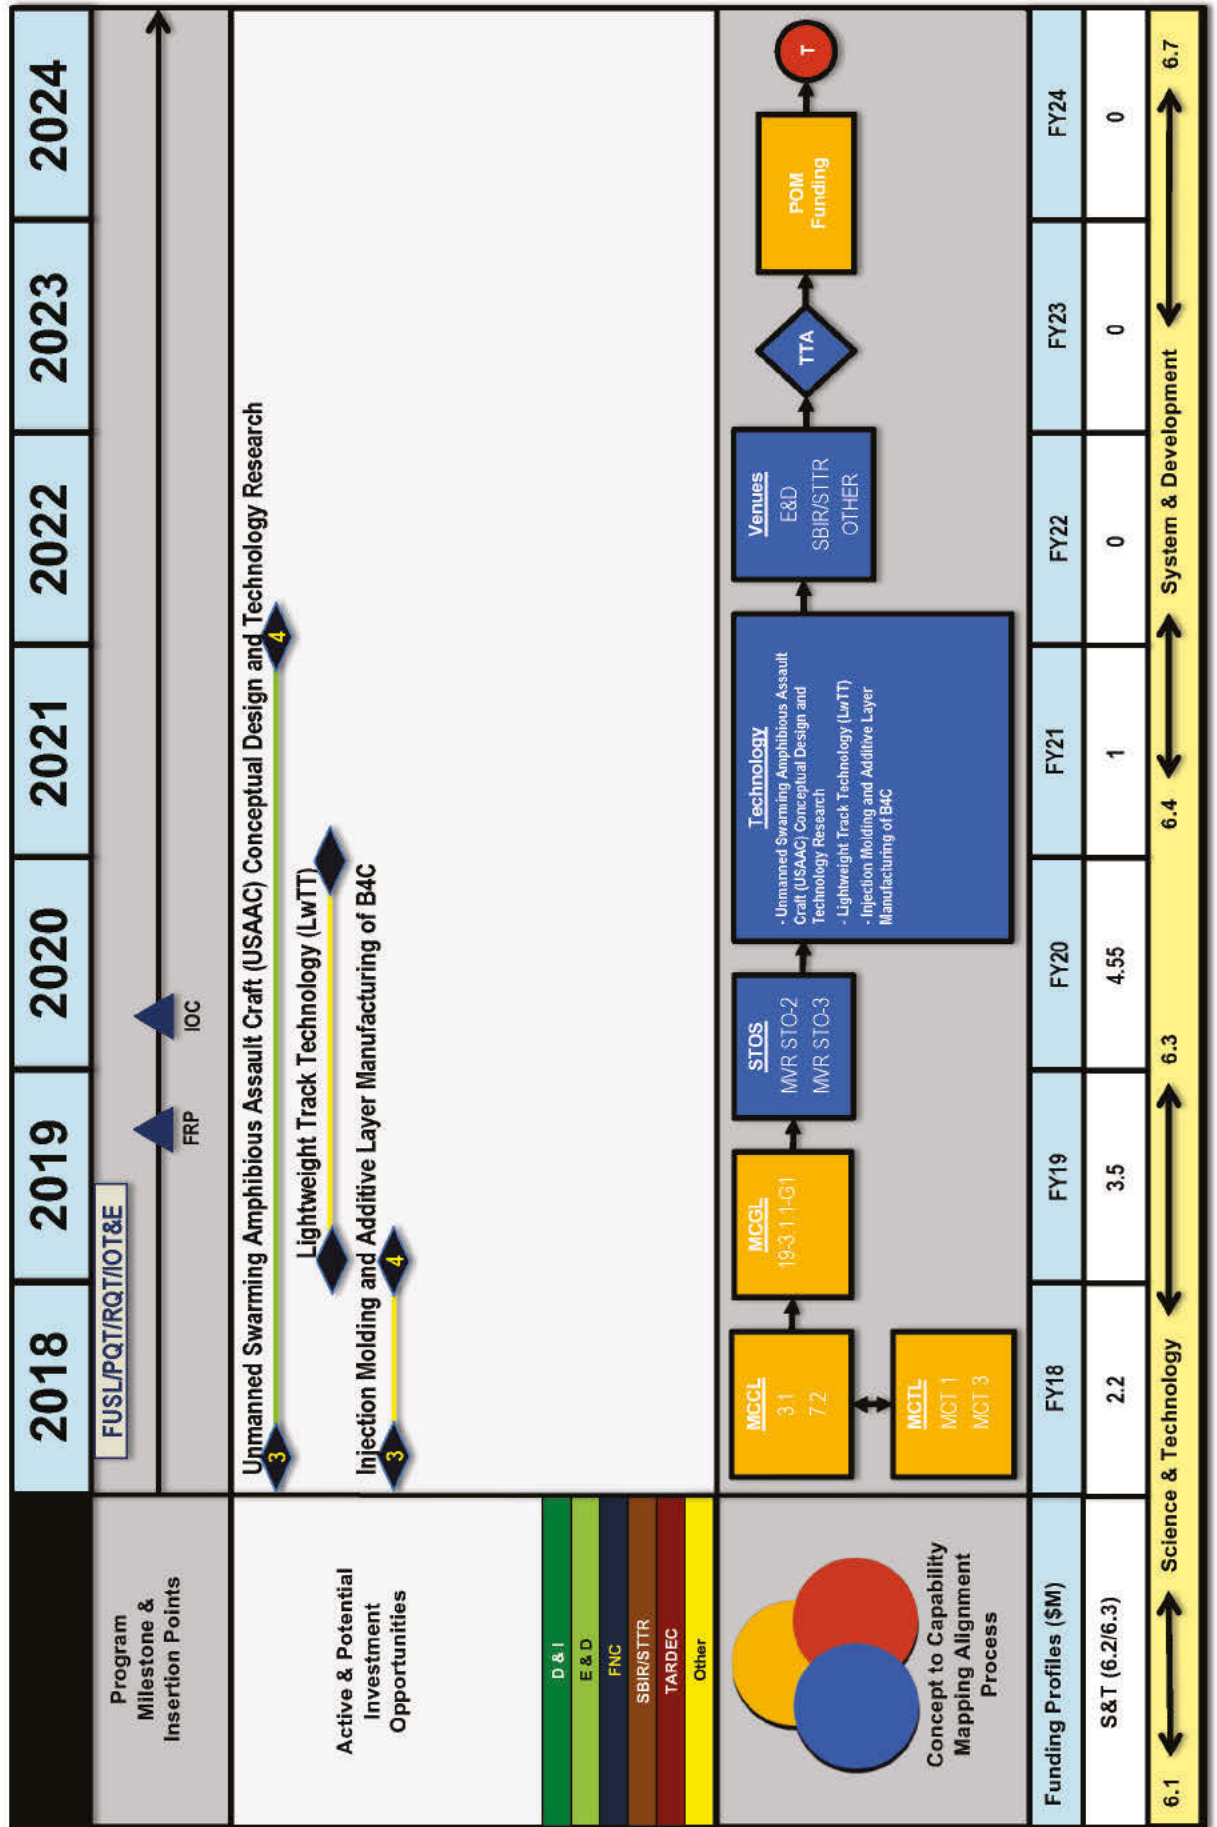 2018
2019
2020
2021
2022
2023
2024
Program
Milestone &
Insertion Points
FUSL/PQT/RQT/IOT&E
FRP
IOC
Active & Potential
Investment
Opportunities
Unmanned Swarming Amphibious Assault Craft (USAAC) Conceptual Design and Technology Research
3
4
Lightweight Track Technology (LwTT)
Injection Molding and Additive Layer Manufacturing of B4C
3
4
D & I
E & D
FNC
SBIR/STTR
TARDEC
Other
Concept to Capability
Mapping Alignment
Process
MCCL
3.1
7.2
MCTL
MCT 1
MCT 3
MCGL
19-3.1.1-G1
STOS
MVR STO-2
MVR STO-3
Technology
- Unmanned Swarming Amphibious Assault
Craft (USAAC) Conceptual Design and
Technology Research
- Lightweight Track Technology (LwTT)
- Injection Molding and Additive Layer
Manufacturing of B4C
Venues
E&D
SBIR/STTR
OTHER
TTA
POM
Funding
T
Funding Profiles ($M)
FY18
FY19
FY20
FY21
FY22
FY23
FY24
S&T (6.2/6.3)
2.2
3.5
4.55
1
0
0
0
6.1
Science & Technology
6.3
6.4
System & Development
6.7